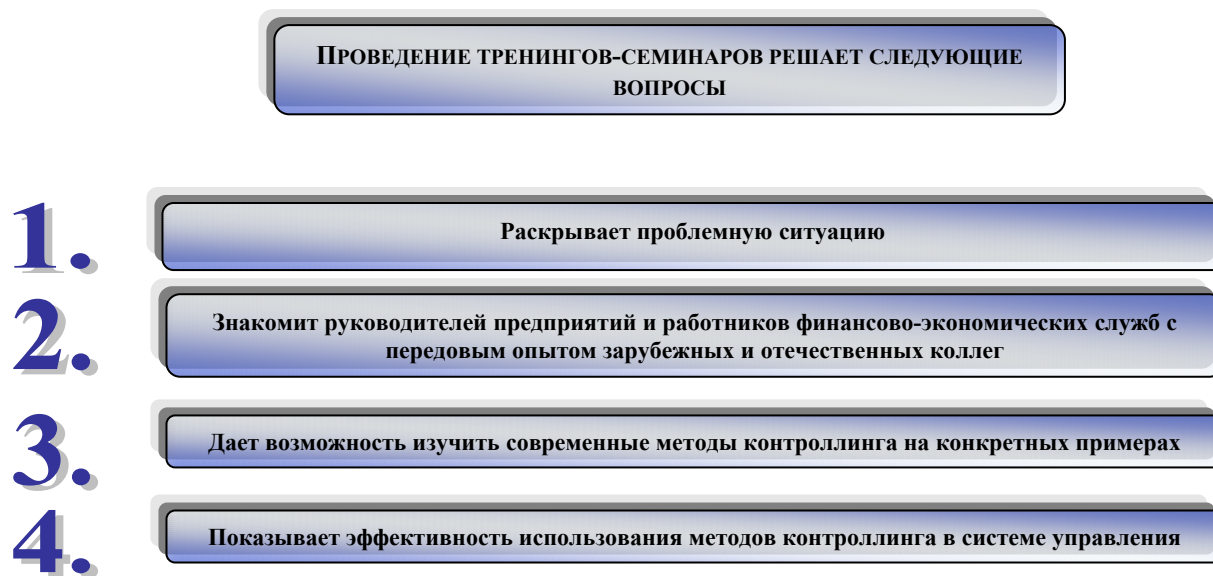 ПРОВЕДЕНИЕ ТРЕНИНГОВ-СЕМИНАРОВ РЕШАЕТ СЛЕДУЮЩИЕ
ВОПРОСЫ
1.
Раскрывает проблемную ситуацию
2.
Знакомит руководителей предприятий и работников финансово-экономических служб с
передовым опытом зарубежных и отечественных коллег
3.
Дает возможность изучить современные методы контроллинга на конкретных примерах
4.
Показывает эффективность использования методов контроллинга в системе управления